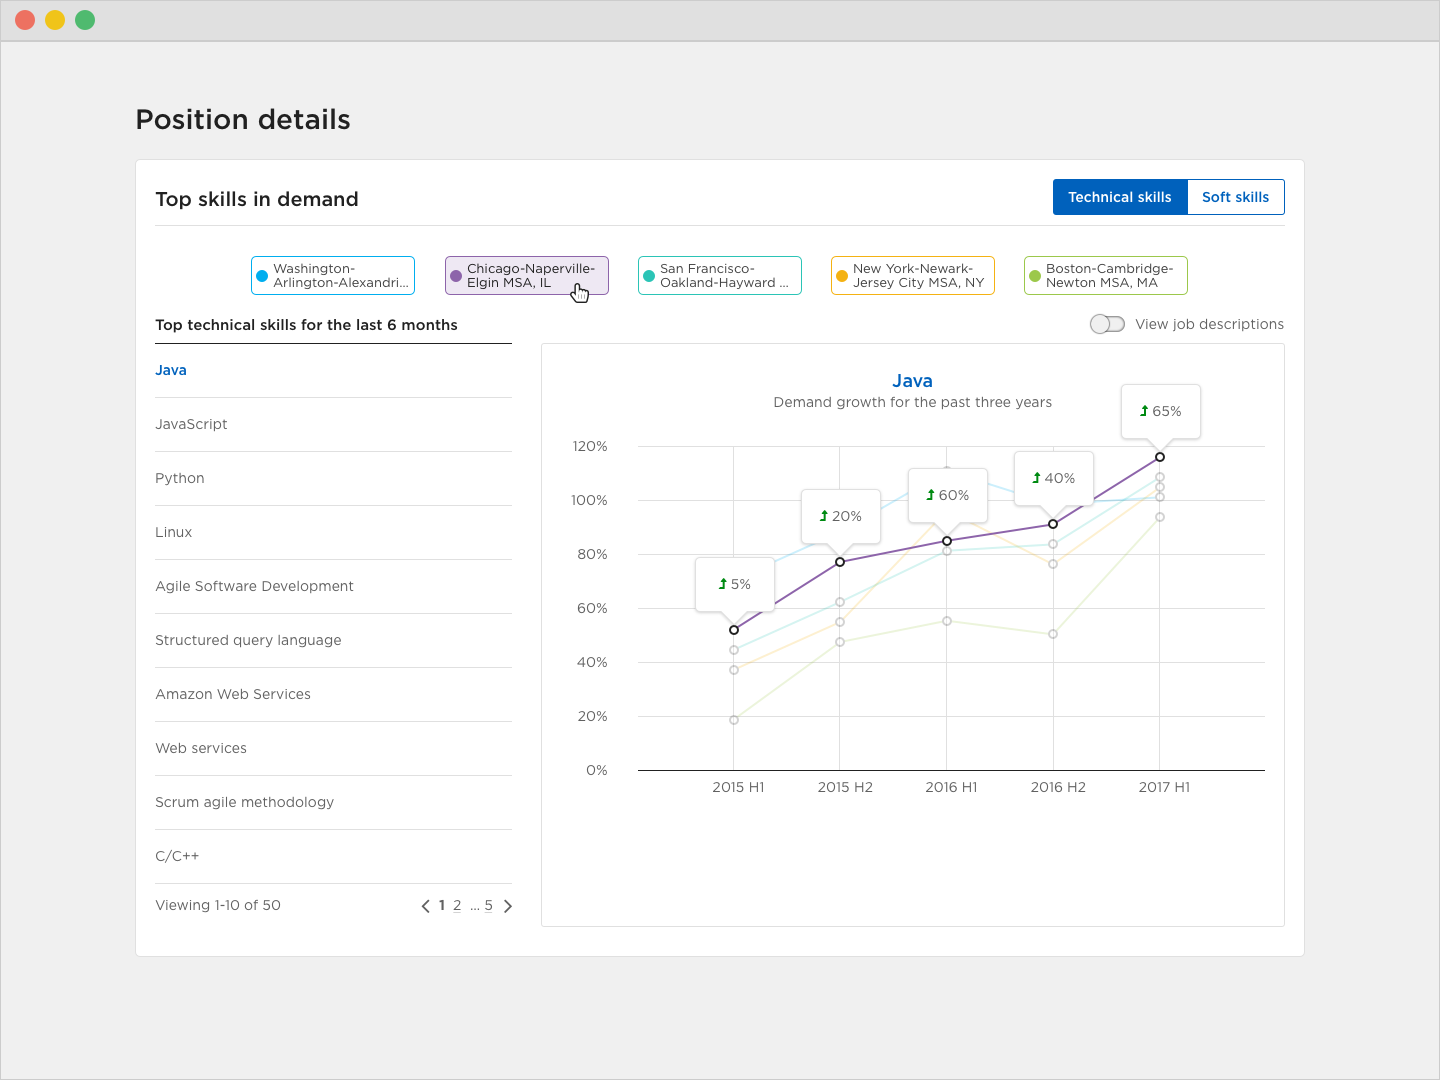 Position details
Top skills in demand
Technical skills
Soft skills
Washington-
Arlington-Alexandri...
Chicago-Naperville-
Elgin MSA, IL
San Francisco-
Oakland-Hayward ...
New York-Newark-
Jersey City MSA, NY
Boston-Cambridge-
Newton MSA, MA
Top technical skills for the last 6 months
View job descriptions
Java
JavaScript
Python
Linux
Agile Software Development
Structured query language
Amazon Web Services
Web services
Scrum agile methodology
C/C++
Viewing 1-10 of 50
1 2 ... 5
Java
Demand growth for the past three years
120%
100%
80%
60%
40%
20%
0%
5%
20%
60%
40%
65%
2015 H1
2015 H2
2016 H1
2016 H2
2017 H1